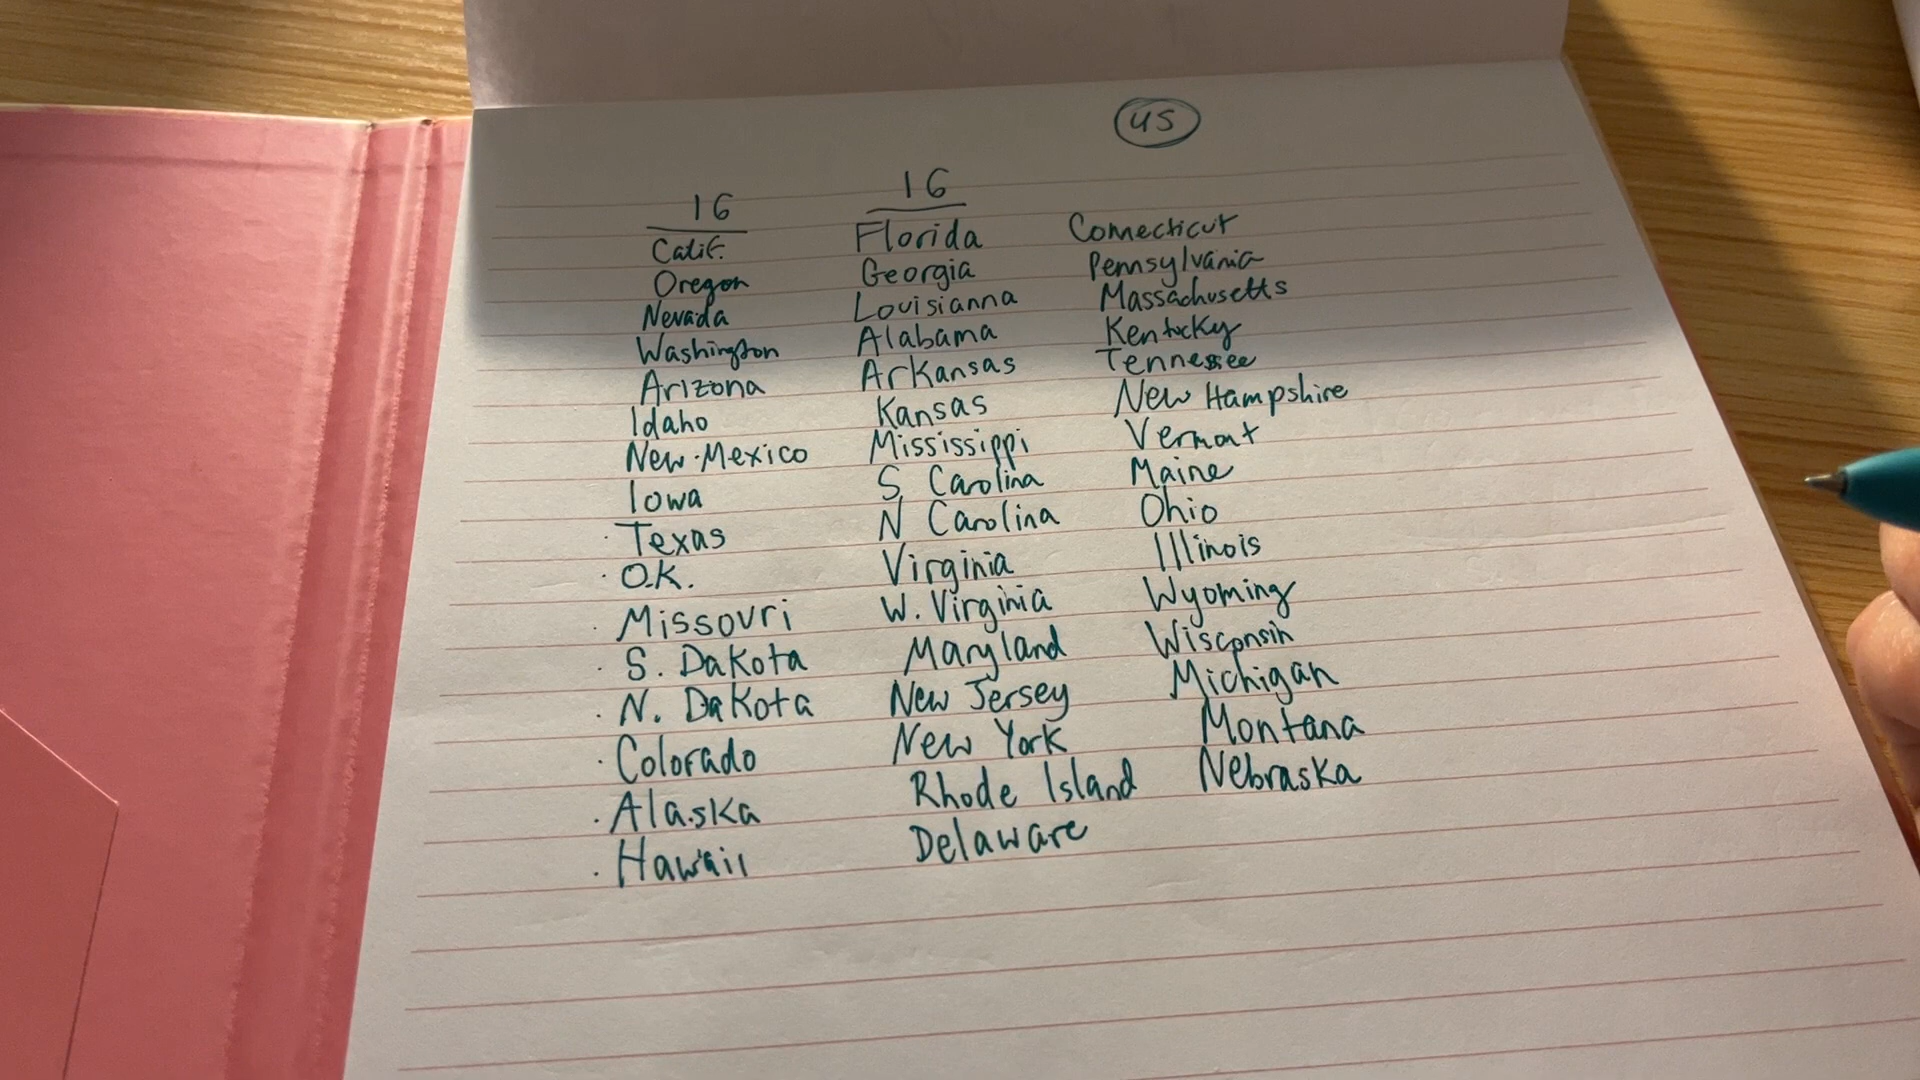 US
16
Calif.
Oregon
Nevada
Washington
Arizona
Idaho
New Mexico
Iowa
Texas
O.K.
Missouri
S. Dakota
N. Dakota
Colorado
Alaska
Hawaii
16
Florida
Georgia
Louisianna
Alabama
Arkansas
Kansas
Mississippi
S. Carolina
N Carolina
Virginia
W. Virginia
Maryland
New Jersey
New York
Rhode Island
Delaware
Connecticut
Pennsylvania
Massachusetts
Kentucky
Tennessee
New Hampshire
Vermont
Maine
Ohio
Illinois
Wyoming
Wisconsin
Michigan
Montana
Nebraska